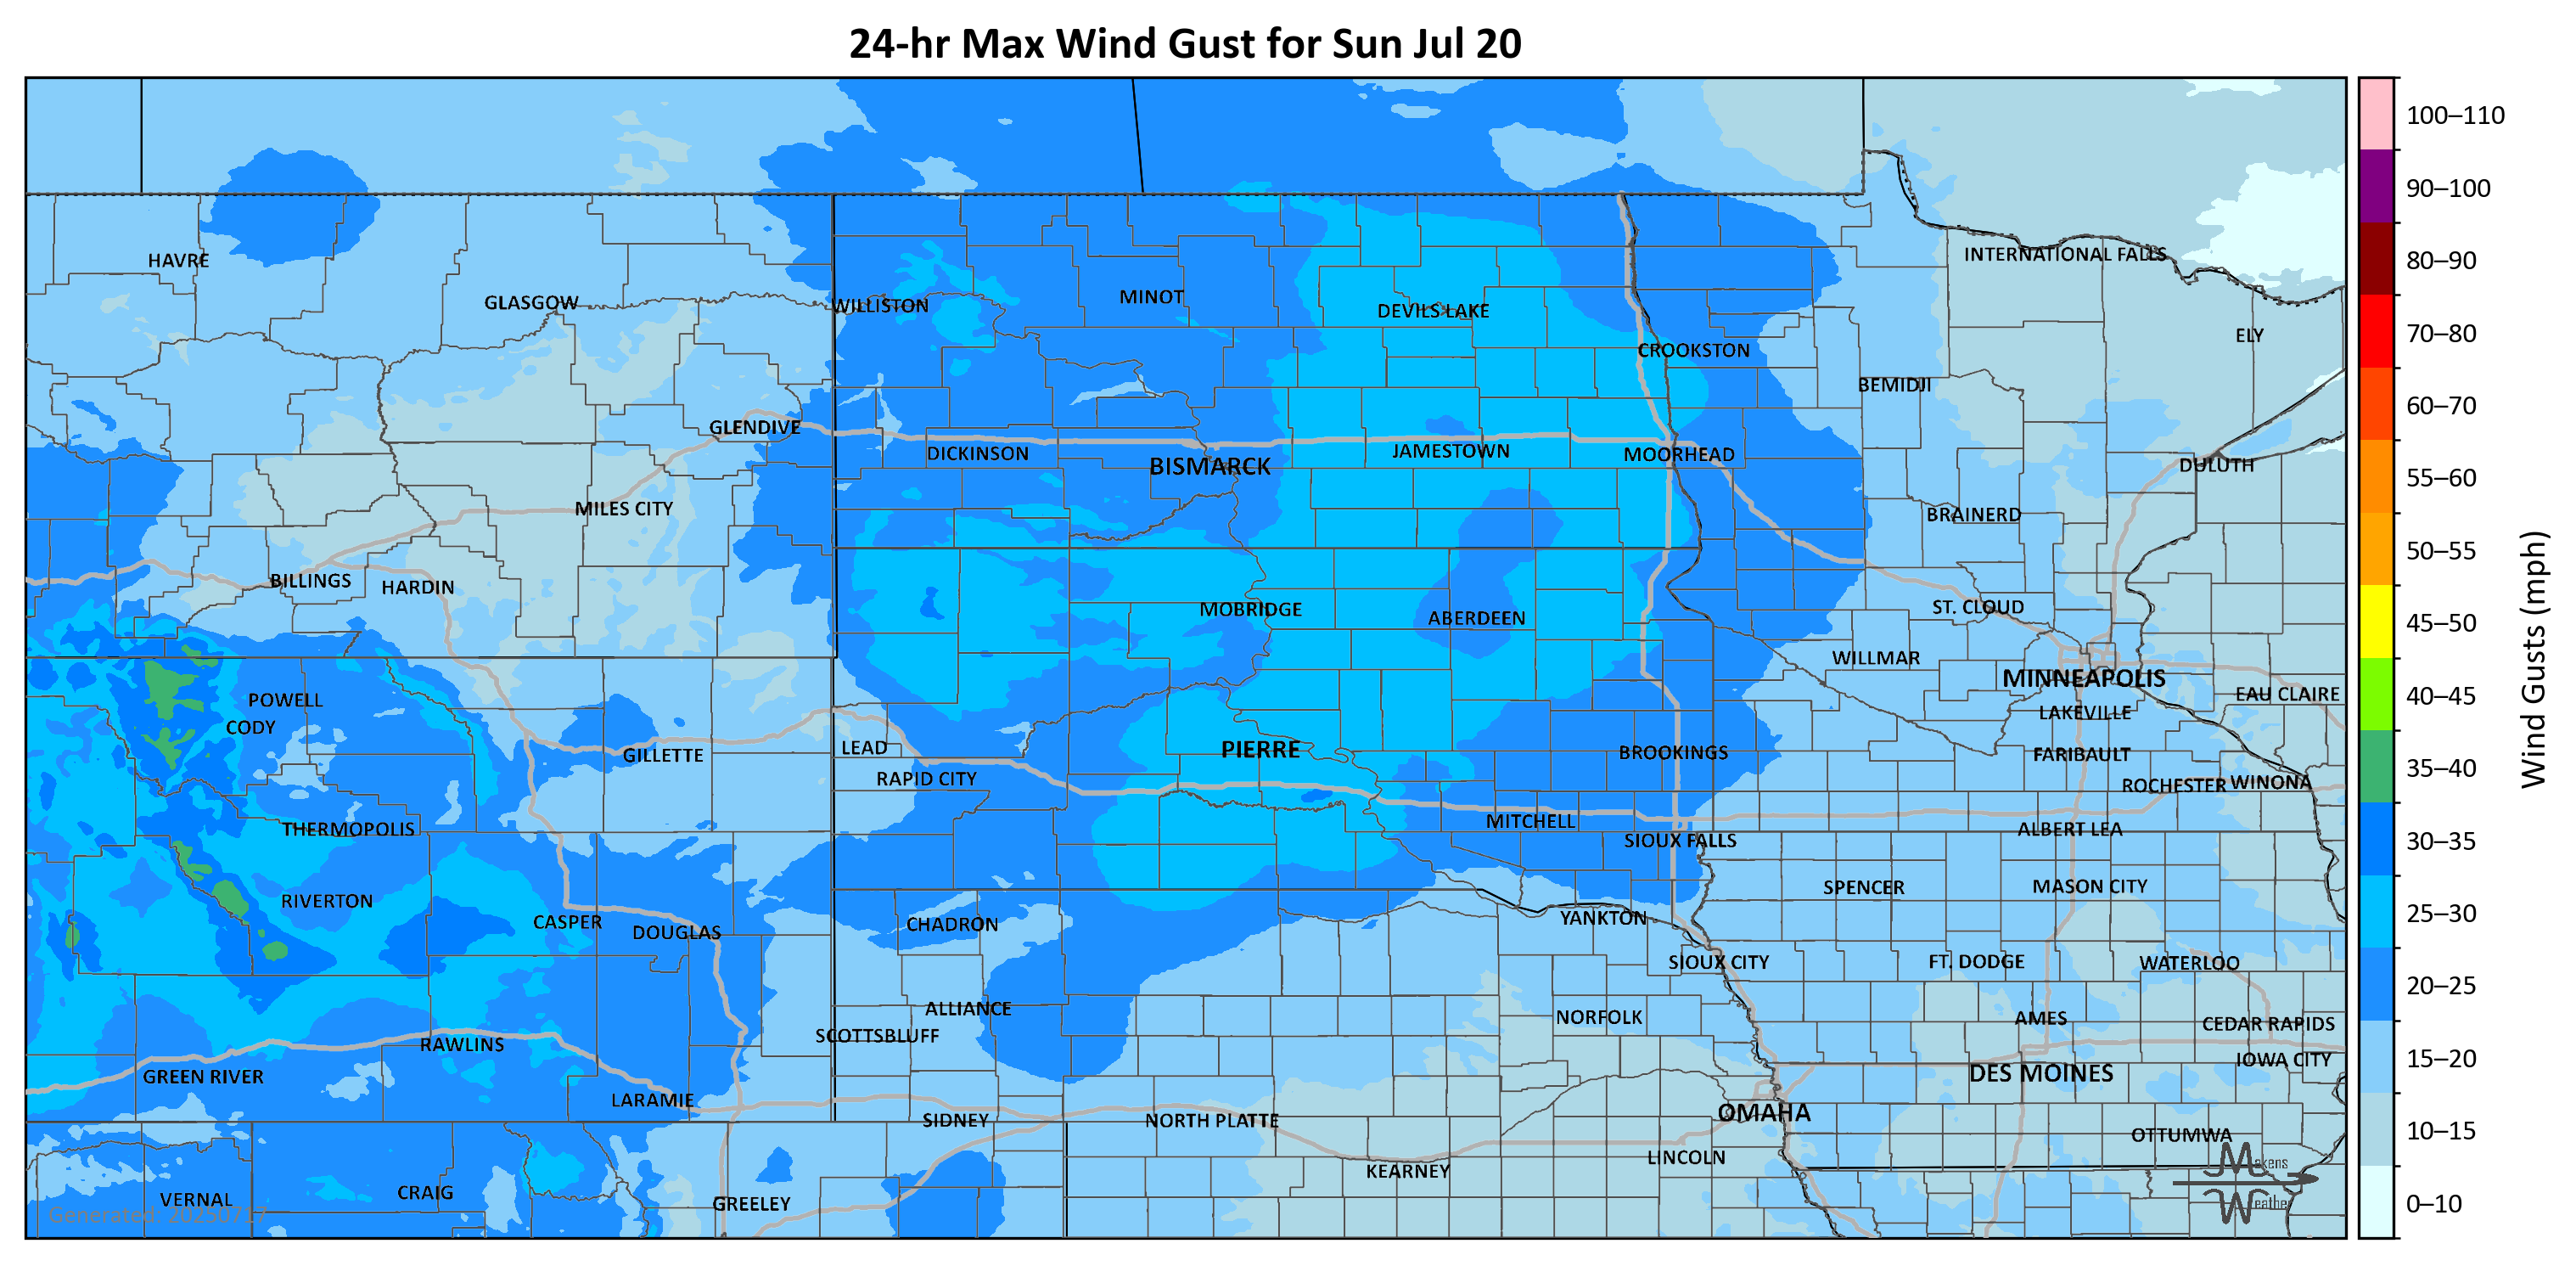 24-hr Max Wind Gust for Sun Jul 20
100–110
90–100
80–90
70–80
60–70
55–60
50–55
45–50
40–45
35–40
30–35
25–30
20–25
15–20
10–15
0–10
Wind Gusts (mph)
HAVRE
INTERNATIONAL FALLS
GLASGOW
WILLISTON
MINOT
DEVILS LAKE
ELY
CROOKSTON
BEMIDJI
GLENDIVE
DICKINSON
BISMARCK
JAMESTOWN
MOORHEAD
DULUTH
MILES CITY
BRAINERD
BILLINGS
HARDIN
MOBRIDGE
ABERDEEN
ST. CLOUD
WILLMAR
MINNEAPOLIS
EAU CLAIRE
POWELL
CODY
LAKEVILLE
GILLETTE
LEAD
PIERRE
BROOKINGS
FARIBAULT
RAPID CITY
ROCHESTER
WINONA
THERMOPOLIS
MITCHELL
ALBERT LEA
SIOUX FALLS
RIVERTON
SPENCER
MASON CITY
CASPER
DOUGLAS
CHADRON
YANKTON
SIOUX CITY
FT. DODGE
WATERLOO
ALLIANCE
NORFOLK
AMES
CEDAR RAPIDS
SCOTTSBLUFF
RAWLINS
IOWA CITY
GREEN RIVER
DES MOINES
LARAMIE
OMAHA
SIDNEY
NORTH PLATTE
OTTUMWA
LINCOLN
KEARNEY
VERNAL
CRAIG
GREELEY
Generated: 20250717
Makens
Weather